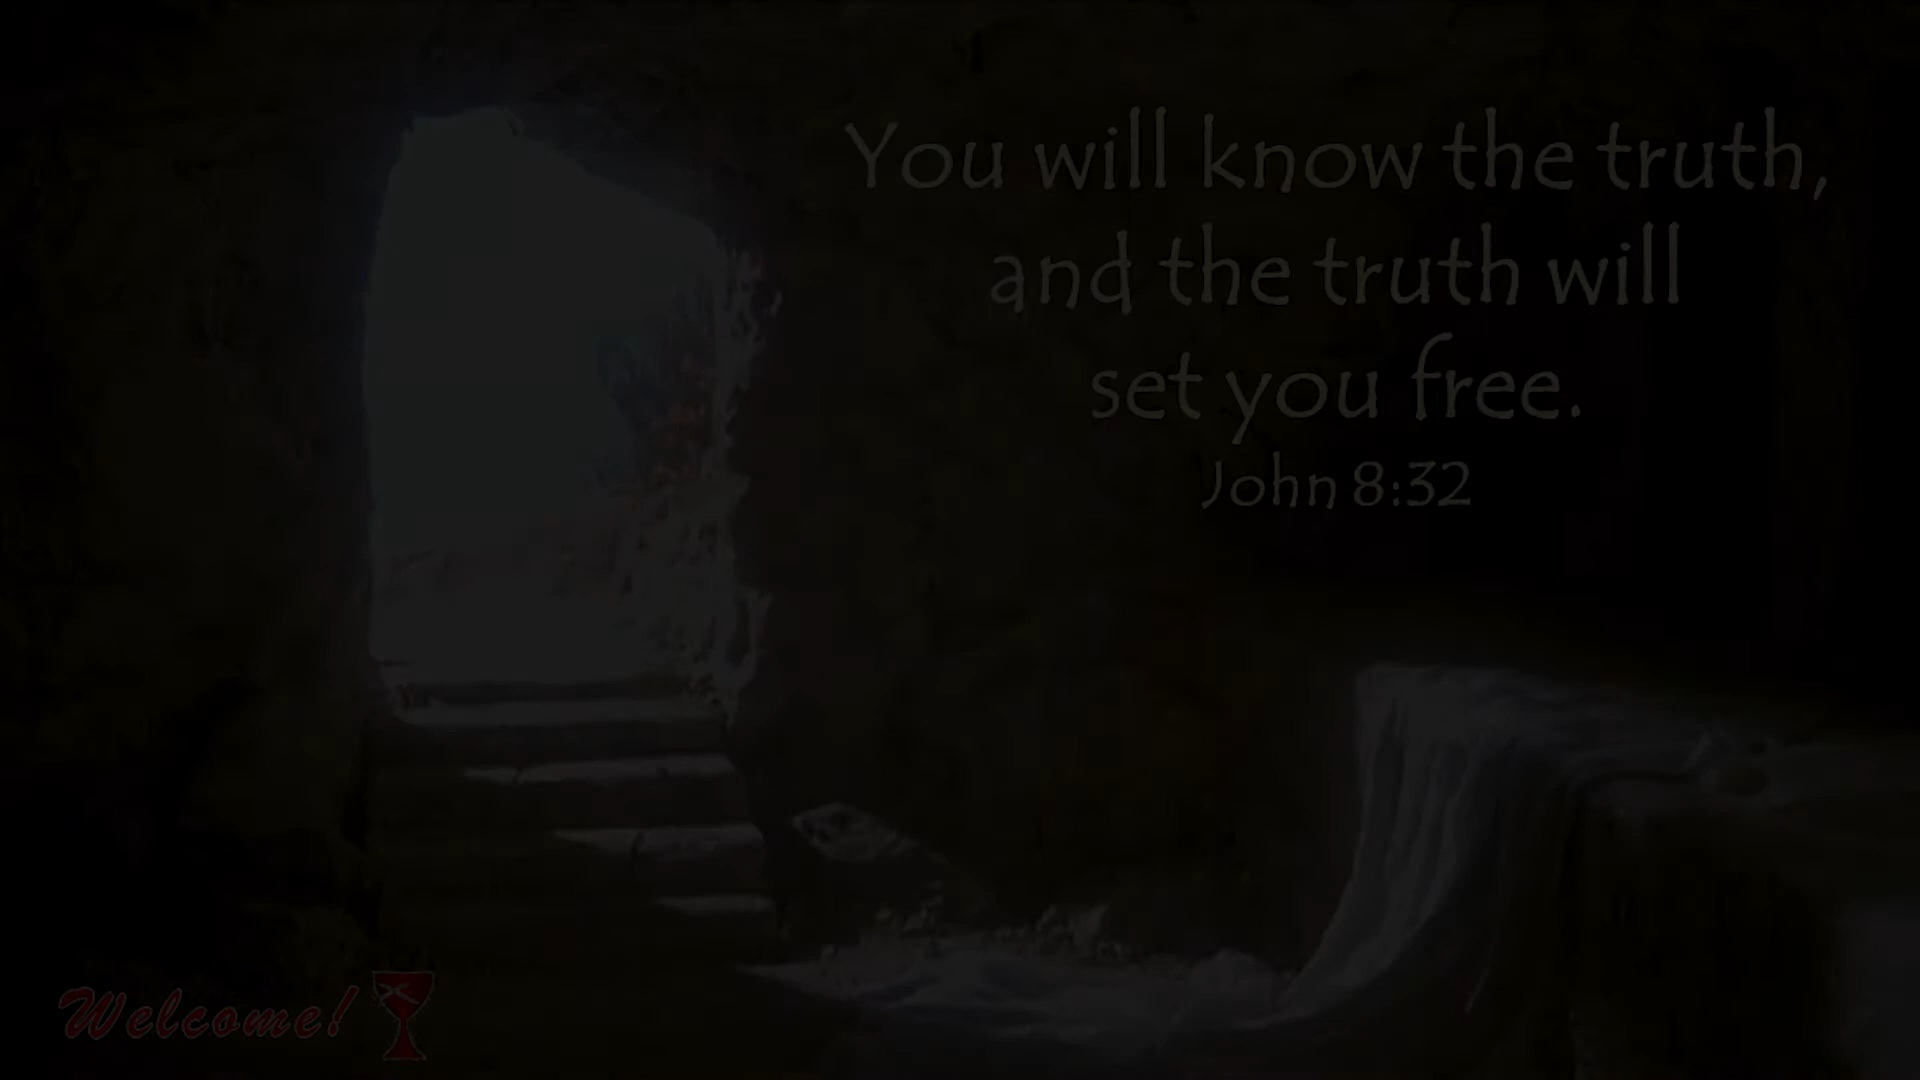 You will know the truth,
and the truth will
set you free.
John 8:32
Welcome!